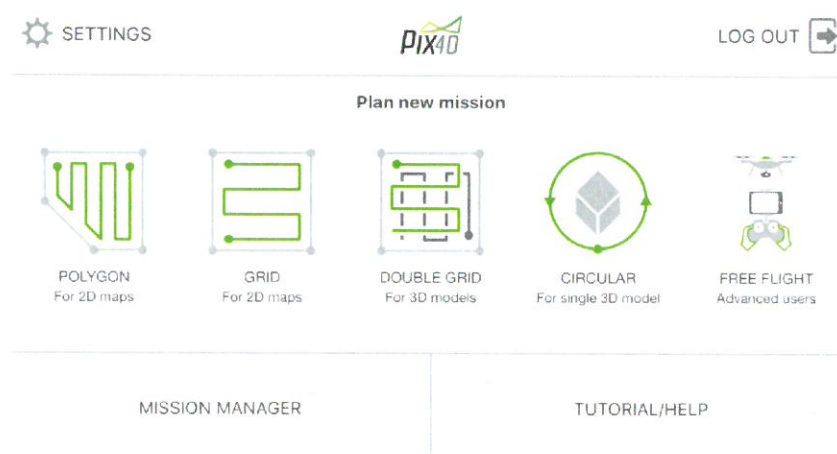 SETTINGS
PIX4D
LOG OUT
Plan new mission
POLYGON
For 2D maps
GRID
For 2D maps
DOUBLE GRID
For 3D models
CIRCULAR
For single 3D model
FREE FLIGHT
Advanced users
MISSION MANAGER
TUTORIAL/HELP